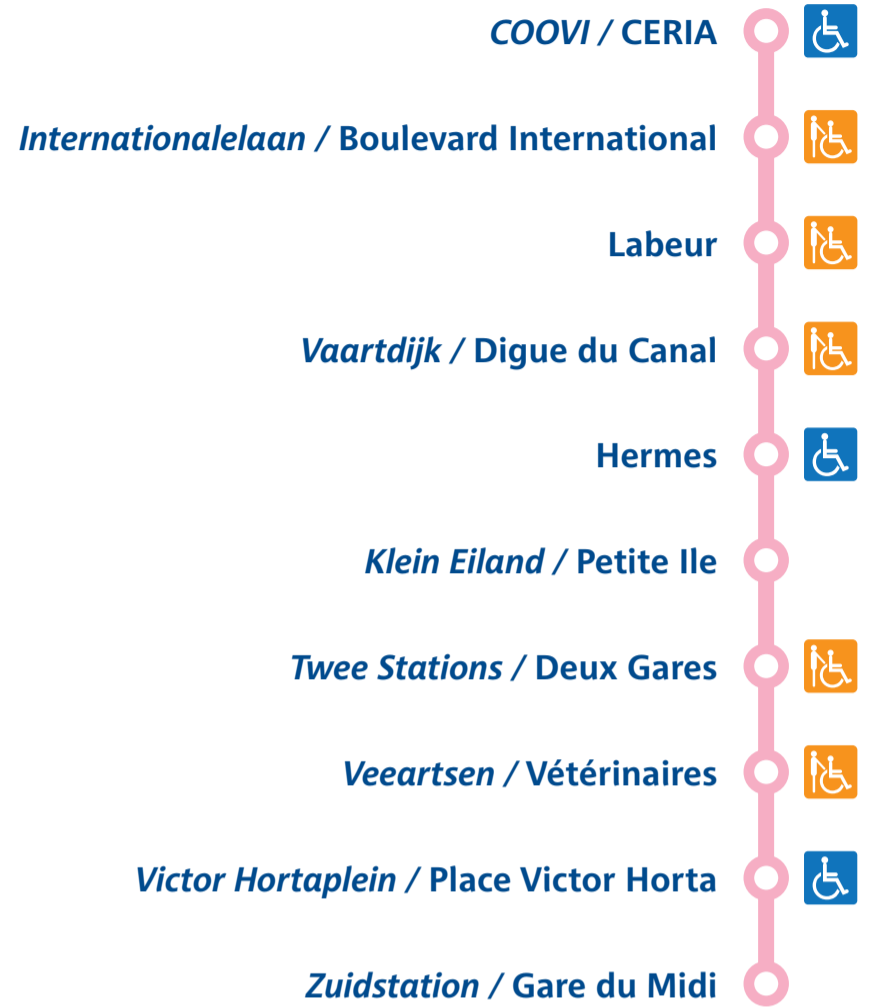 COOVI / CERIA
Internationalelaan / Boulevard International
Labeur
Vaartdijk / Digue du Canal
Hermes
Klein Eiland / Petite Ile
Twee Stations / Deux Gares
Veeartsen / Vétérinaires
Victor Hortaplein / Place Victor Horta
Zuidstation / Gare du Midi